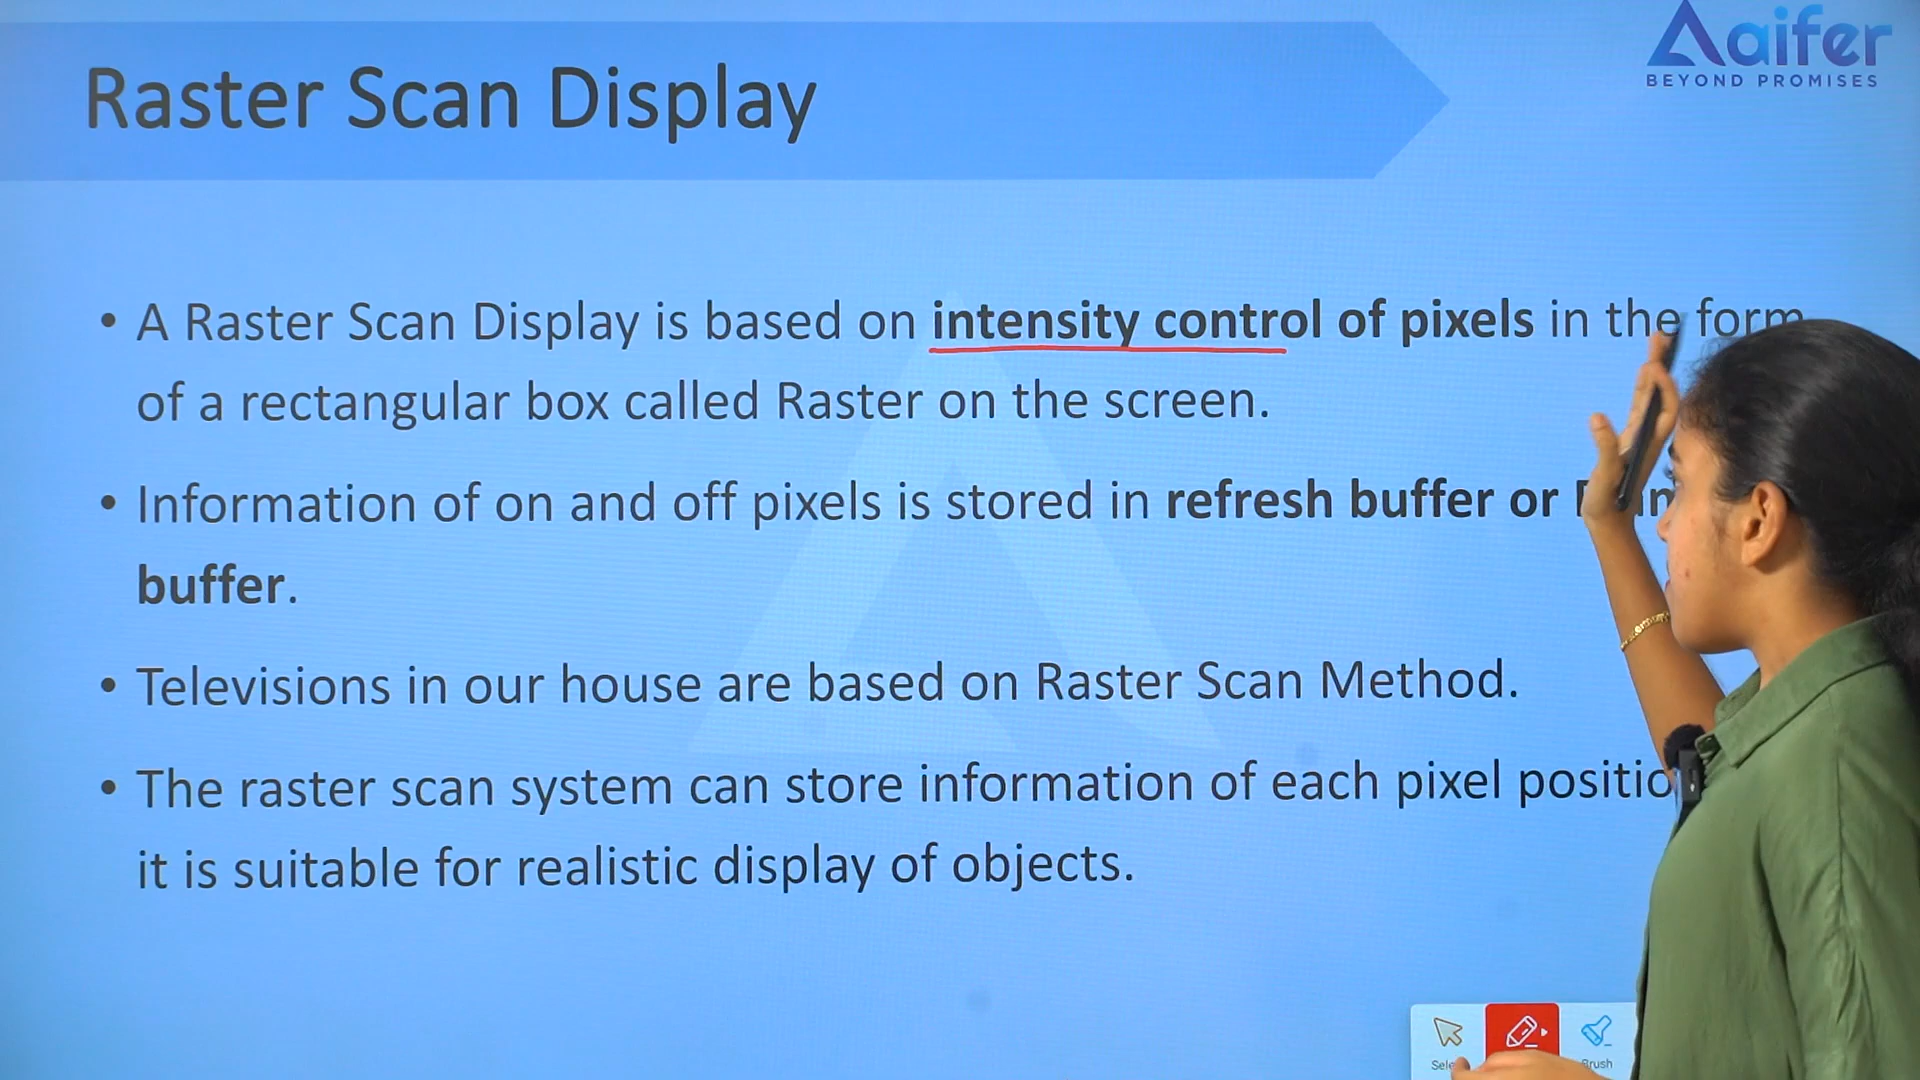 aifer
BEYOND PROMISES
Raster Scan Display
• A Raster Scan Display is based on intensity control of pixels in the form
of a rectangular box called Raster on the screen.
• Information of on and off pixels is stored in refresh buffer or
buffer.
• Televisions in our house are based on Raster Scan Method.
• The raster scan system can store information of each pixel
it is suitable for realistic display of objects.